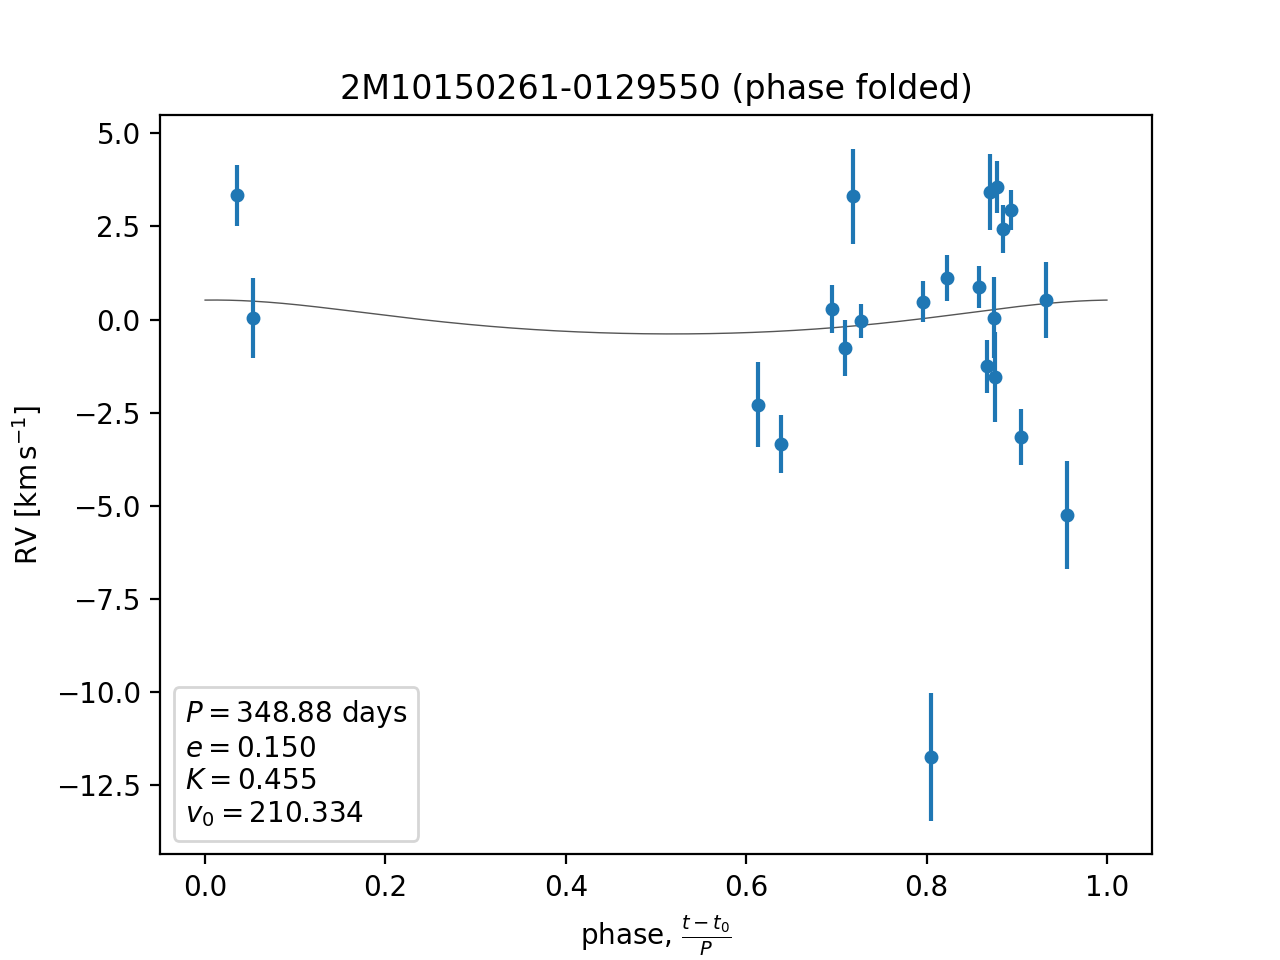 2M10150261-0129550 (phase folded)
5.0
2.5
0.0
−2.5
−5.0
−7.5
−10.0
−12.5
RV [km s⁻¹]
P = 348.88 days
e = 0.150
K = 0.455
v₀ = 210.334
0.0 0.2 0.4 0.6 0.8 1.0
phase, (t − t₀)/P